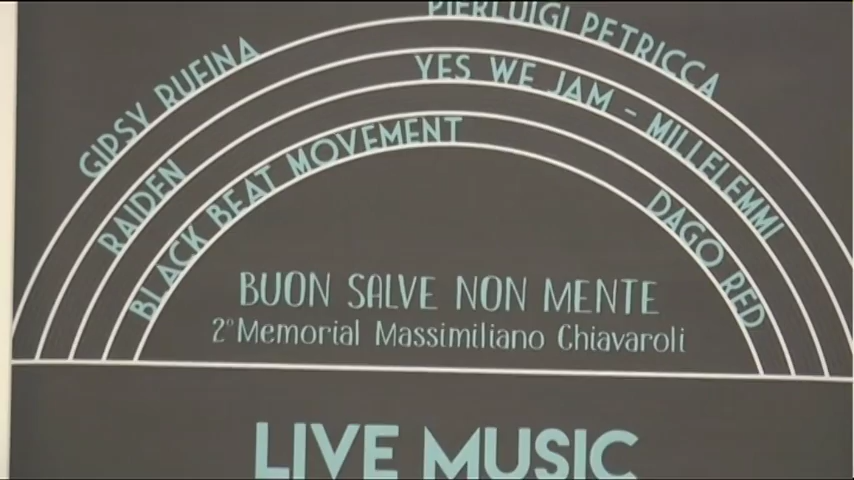 PIERLUIGI PETRICCA
GIPSY RUFINA
YES WE JAM - MILLELEMMI
RAIDEN
BLACK BEAT MOVEMENT
DAGO RED
BUON SALVE NON MENTE
2° Memorial Massimiliano Chiavaroli
LIVE MUSIC